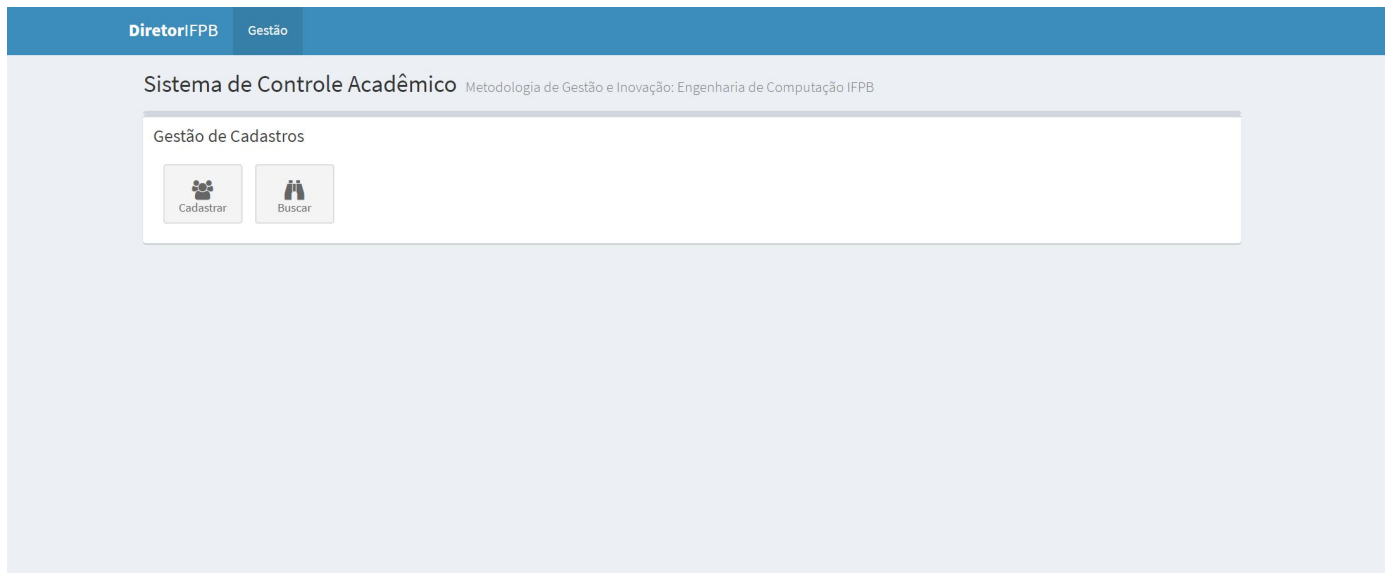 DiretorIFPB Gestão
Sistema de Controle Acadêmico Metodologia de Gestão e Inovação: Engenharia de Computação IFPB
Gestão de Cadastros
Cadastrar Buscar